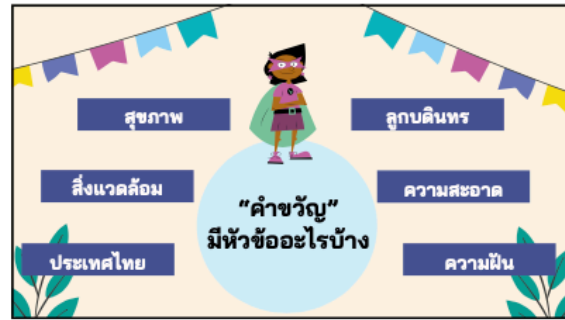 สุขภาพ
ลูกบดินทร
สิ่งแวดล้อม
ความสะอาด
"คำขวัญ"
มีหัวข้ออะไรบ้าง
ประเทศไทย
ความฝัน